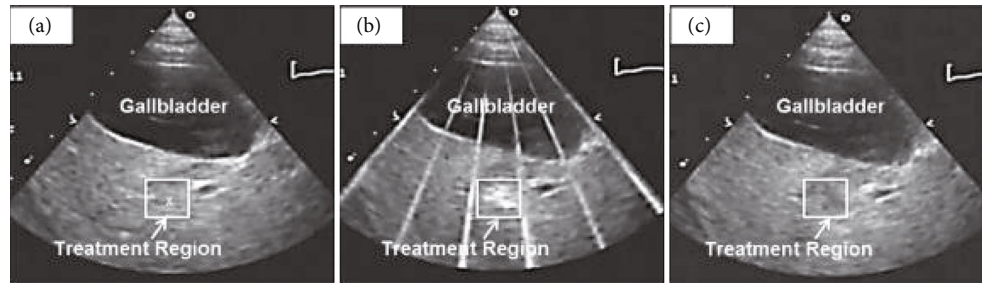 (a)
Gallbladder
x
Treatment Region
(b)
Gallbladder
Treatment Region
(c)
Gallbladder
Treatment Region